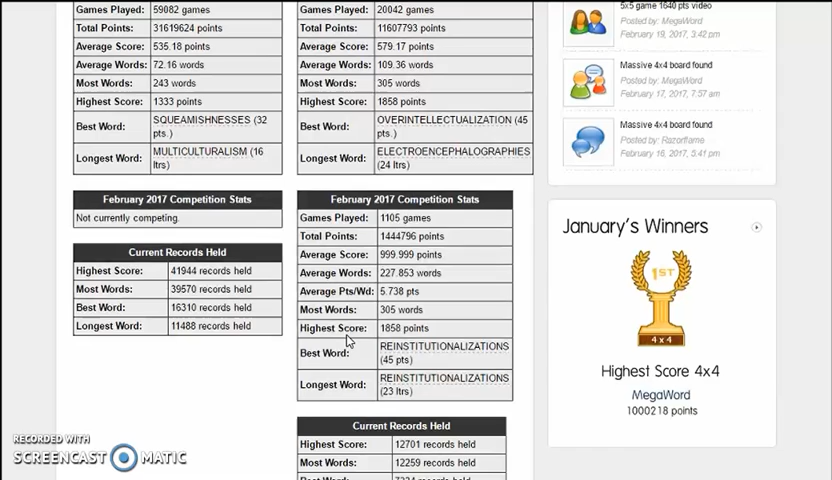 Games Played: 59082 games
Total Points: 31619624 points
Average Score: 535.18 points
Average Words: 72.16 words
Most Words: 243 words
Highest Score: 1333 points
Best Word: SQUEAMISHNESSES (32
pts.)
Longest Word: MULTICULTURALISM (16
ltrs)
February 2017 Competition Stats
Not currently competing.
Current Records Held
Highest Score: 41944 records held
Most Words: 39570 records held
Best Word: 16310 records held
Longest Word: 11488 records held
Games Played: 20042 games
Total Points: 11607793 points
Average Score: 579.17 points
Average Words: 109.36 words
Most Words: 305 words
Highest Score: 1858 points
Best Word: OVERINTELLECTUALIZATION (45
pts.)
Longest Word: ELECTROENCEPHALOGRAPHIES
(24 ltrs)
February 2017 Competition Stats
Games Played: 1105 games
Total Points: 1444796 points
Average Score: 999.999 points
Average Words: 227.853 words
Average Pts/Wd: 5.738 pts
Most Words: 305 words
Highest Score: 1858 points
Best Word: REINSTITUTIONALIZATIONS
(45 pts)
Longest Word: REINSTITUTIONALIZATIONS
(23 ltrs)
Current Records Held
Highest Score: 12701 records held
Most Words: 12259 records held
5x5 game 1640 pts video
Posted by: MegaWord
February 19, 2017, 3:42 pm
Massive 4x4 board found
Posted by: MegaWord
February 17, 2017, 7:57 am
Massive 4x4 board found
Posted by: Razorflame
February 16, 2017, 5:41 pm
January's Winners
1ST
4 x 4
Highest Score 4x4
MegaWord
1000218 points
RECORDED WITH
SCREENCAST MATIC